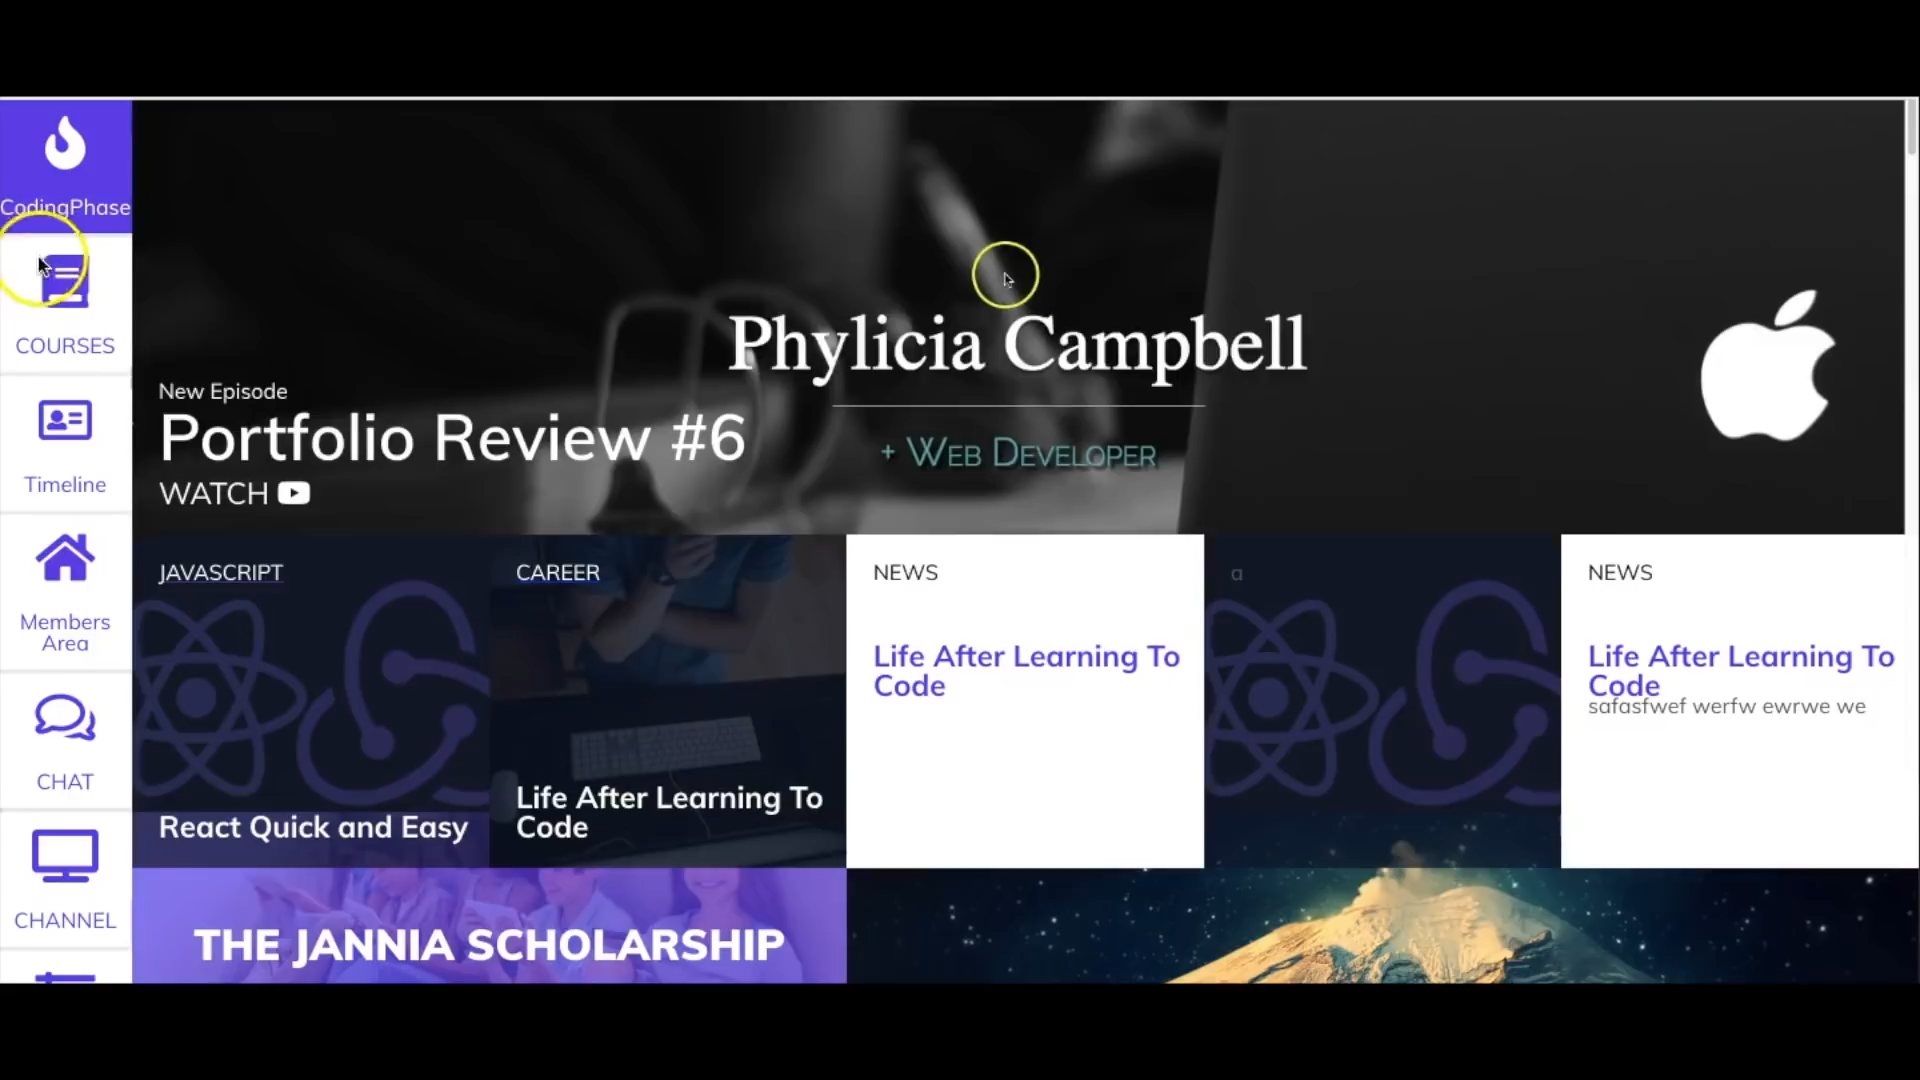 CodingPhase
COURSES
Timeline
Members
Area
CHAT
CHANNEL
Phylicia Campbell
+ WEB DEVELOPER
New Episode
Portfolio Review #6
WATCH
JAVASCRIPT
React Quick and Easy
CAREER
Life After Learning To
Code
NEWS
Life After Learning To
Code
a
NEWS
Life After Learning To
Code
safasfwef werfw ewrwe we
THE JANNIA SCHOLARSHIP